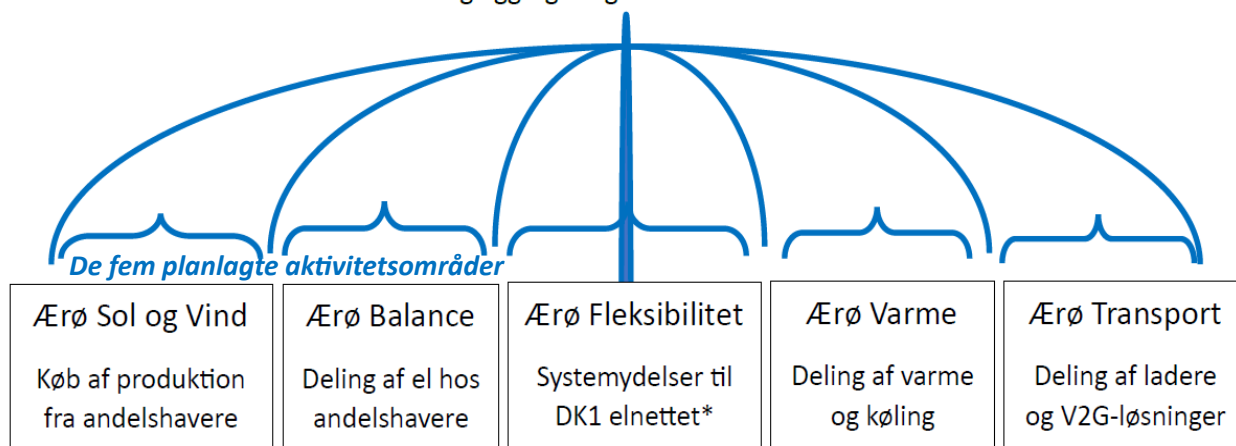 De fem planlagte aktivitetsområder
Ærø Sol og Vind
Køb af produktion
fra andelshavere
Ærø Balance
Deling af el hos
andelshavere
Ærø Fleksibilitet
Systemydelser til
DK1 elnettet*
Ærø Varme
Deling af varme
og køling
Ærø Transport
Deling af ladere
og V2G-løsninger